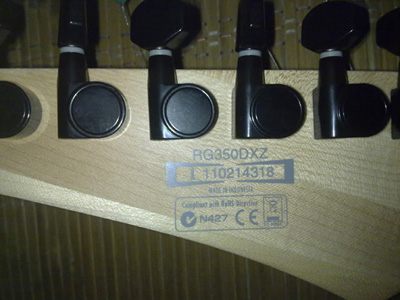 RG350DXZ
I 110214318
MADE IN INDONESIA
Compliant with RoHS Directive
N427